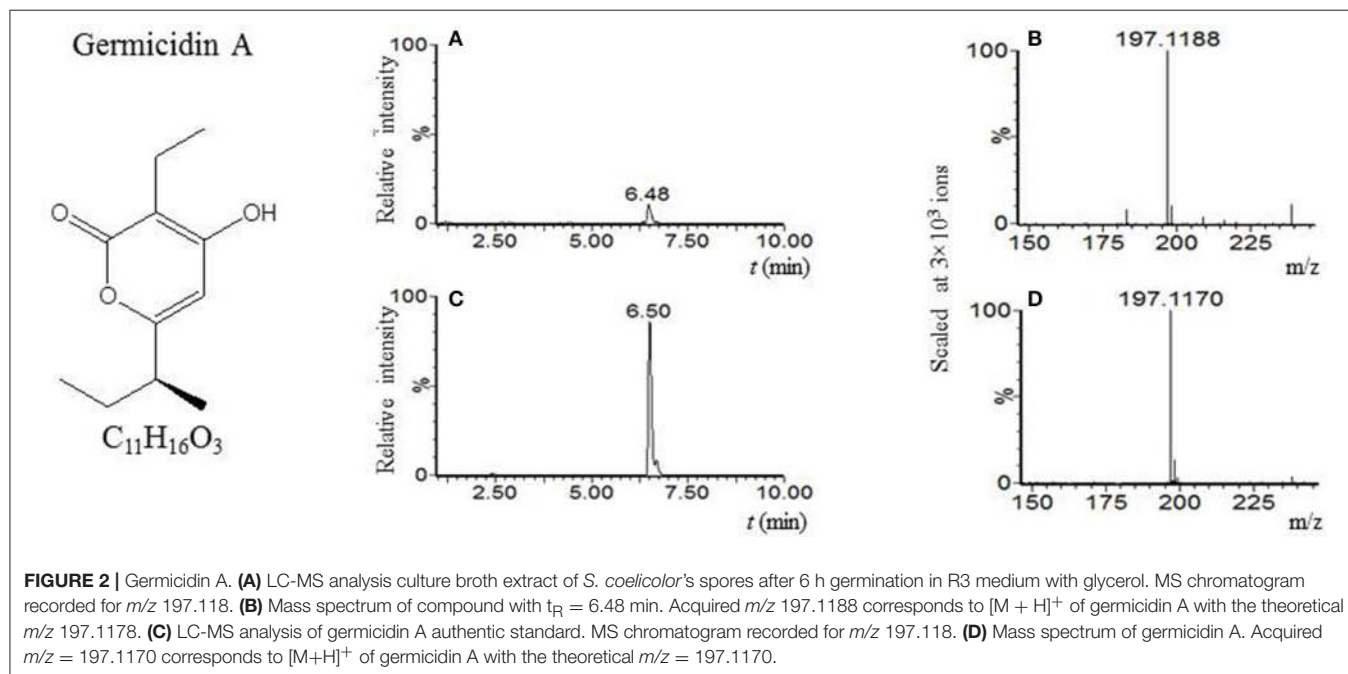 Germicidin A
O
OH
O
C₁₁H₁₆O₃
A
100
Relative intensity
%
6.48
0
2.50 5.00 7.50 10.00
t (min)
C
100
Relative intensity
%
6.50
0
2.50 5.00 7.50 10.00
t (min)
Scaled at 3×10³ ions
B
197.1188
100
%
0
150 175 200 225
m/z
D
197.1170
100
%
0
150 175 200 225
m/z
FIGURE 2 | Germicidin A. (A) LC-MS analysis culture broth extract of S. coelicolor's spores after 6 h germination in R3 medium with glycerol. MS chromatogram
recorded for m/z 197.118. (B) Mass spectrum of compound with tR = 6.48 min. Acquired m/z 197.1188 corresponds to [M + H]⁺ of germicidin A with the theoretical
m/z 197.1178. (C) LC-MS analysis of germicidin A authentic standard. MS chromatogram recorded for m/z 197.118. (D) Mass spectrum of germicidin A. Acquired
m/z = 197.1170 corresponds to [M+H]⁺ of germicidin A with the theoretical m/z = 197.1170.